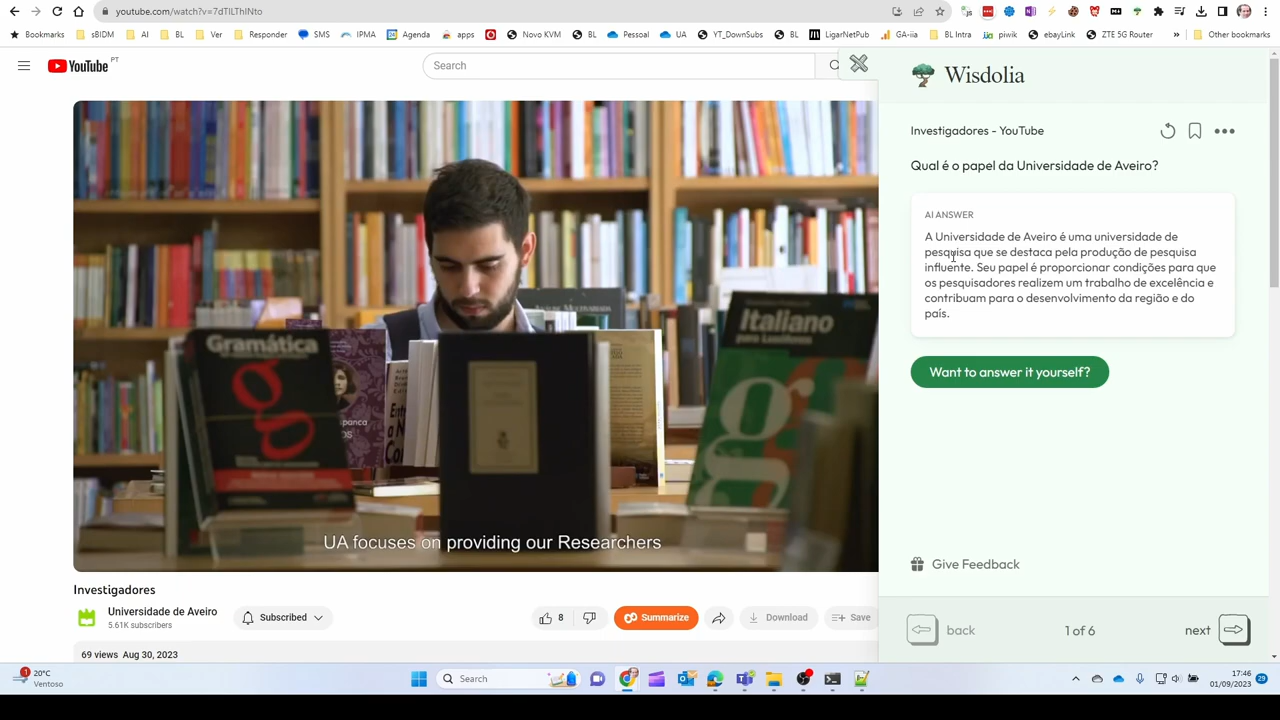 youtube.com/watch?v=7dTlLThINto
Bookmarks
sBIDM
AI
BL
Ver
Responder
SMS
IPMA
Agenda
apps
Novo KVM
BL
Pessoal
UA
YT_DownSubs
BL
LigarNetPub
GA-iia
BL Intra
piwik
ebayLink
ZTE 5G Router
»
Other bookmarks
YouTube PT
Search
Wisdolia
Investigadores - YouTube
Qual é o papel da Universidade de Aveiro?
AI ANSWER
A Universidade de Aveiro é uma universidade de
pesquisa que se destaca pela produção de pesquisa
influente. Seu papel é proporcionar condições para que
os pesquisadores realizem um trabalho de excelência e
contribuam para o desenvolvimento da região e do
país.
Want to answer it yourself?
Gramática
g
Italiano
g
UA focuses on providing our Researchers
Investigadores
Universidade de Aveiro
5.61K subscribers
Subscribed
8
Summarize
Download
Save
69 views Aug 30, 2023
Give Feedback
back
1 of 6
next
1
20°C
Ventoso
Search
17:46
01/09/2023
29